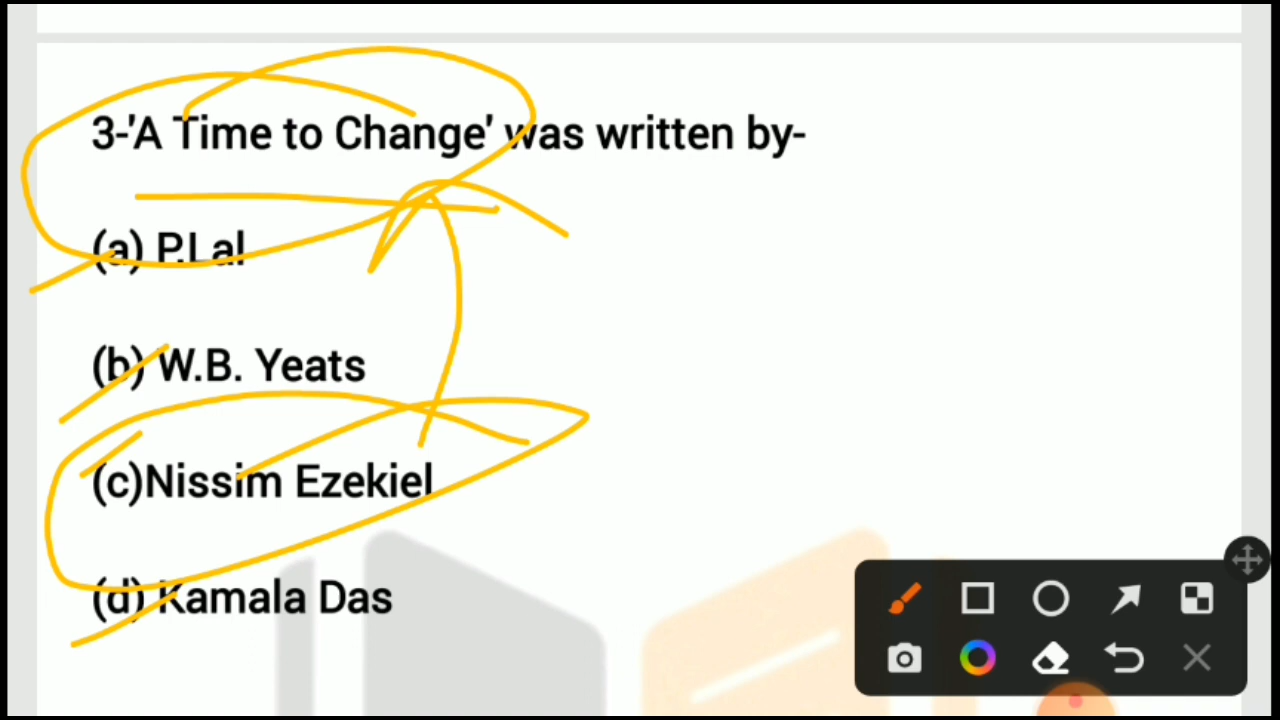 3-'A Time to Change' was written by-
(a) P.Lal
(b) W.B. Yeats
(c)Nissim Ezekiel
(d) Kamala Das